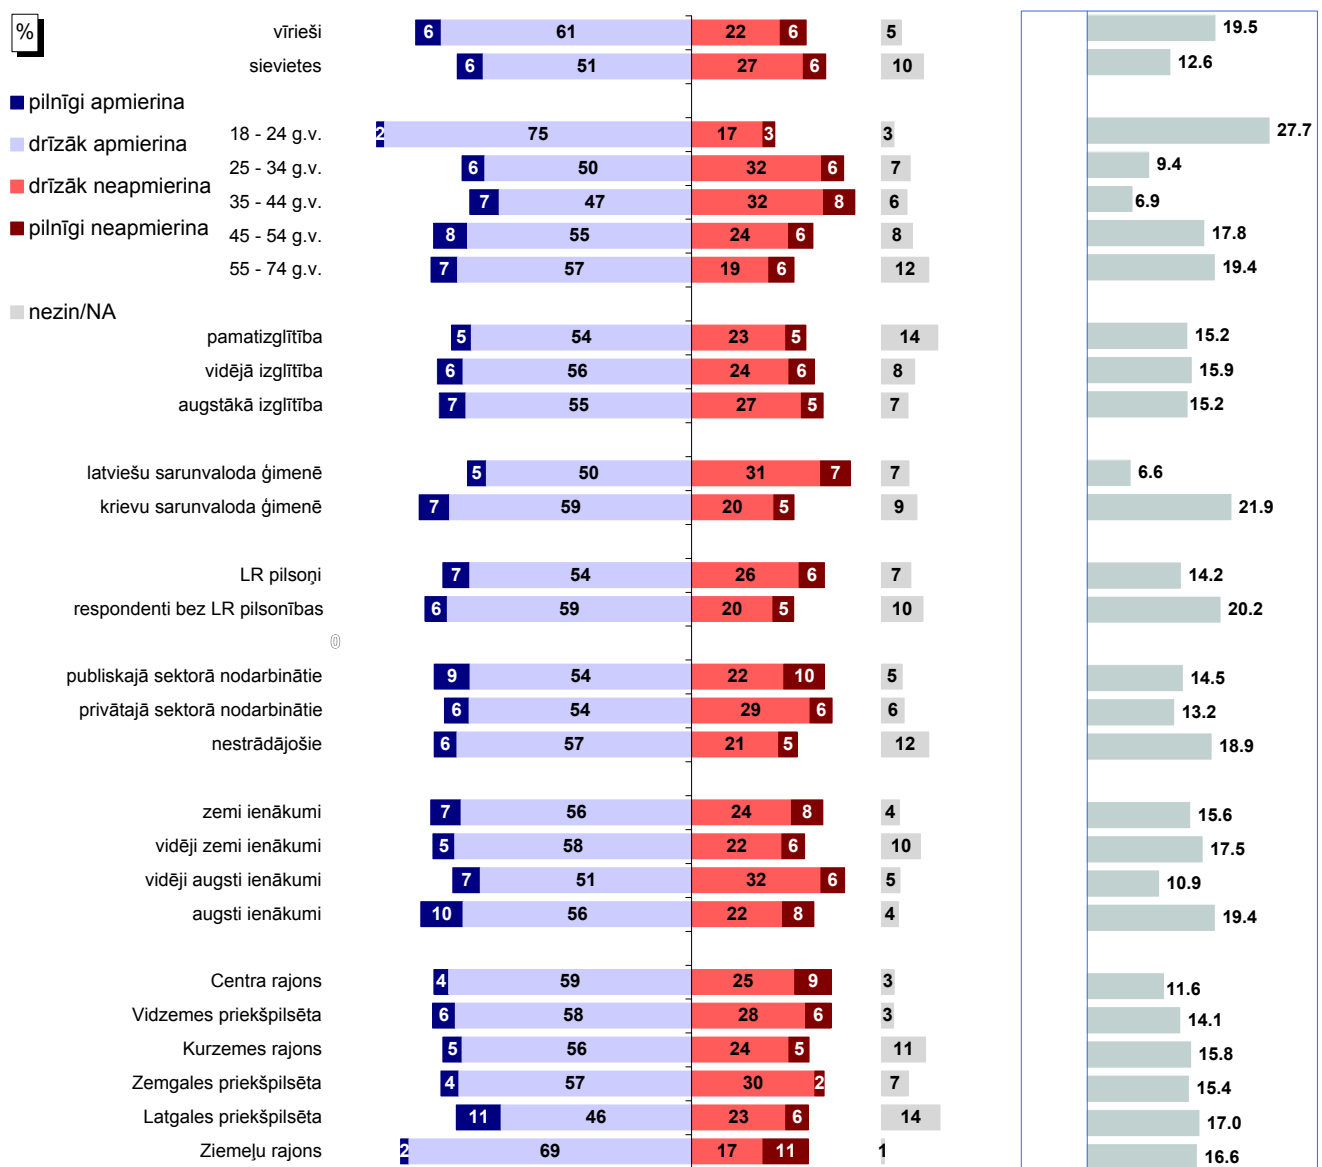 %
vīrieši 6 61 22 6 5 19.5
sievietes 6 51 27 6 10 12.6
pilnīgi apmierina
drīzāk apmierina
drīzāk neapmierina
pilnīgi neapmierina
nezin/NA
18 - 24 g.v. 2 75 17 3 3 27.7
25 - 34 g.v. 6 50 32 6 7 9.4
35 - 44 g.v. 7 47 32 8 6 6.9
45 - 54 g.v. 8 55 24 6 8 17.8
55 - 74 g.v. 7 57 19 6 12 19.4
pamatizglītība 5 54 23 5 14 15.2
vidējā izglītība 6 56 24 6 8 15.9
augstākā izglītība 7 55 27 5 7 15.2
latviešu sarunvaloda ģimenē 5 50 31 7 7 6.6
krievu sarunvaloda ģimenē 7 59 20 5 9 21.9
LR pilsoņi 7 54 26 6 7 14.2
respondenti bez LR pilsonības 6 59 20 5 10 20.2
0
publiskajā sektorā nodarbinātie 9 54 22 10 5 14.5
privātajā sektorā nodarbinātie 6 54 29 6 6 13.2
nestrādājošie 6 57 21 5 12 18.9
zemi ienākumi 7 56 24 8 4 15.6
vidēji zemi ienākumi 5 58 22 6 10 17.5
vidēji augsti ienākumi 7 51 32 6 5 10.9
augsti ienākumi 10 56 22 8 4 19.4
Centra rajons 4 59 25 9 3 11.6
Vidzemes priekšpilsēta 6 58 28 6 3 14.1
Kurzemes rajons 5 56 24 5 11 15.8
Zemgales priekšpilsēta 4 57 30 2 7 15.4
Latgales priekšpilsēta 11 46 23 6 14 17.0
Ziemeļu rajons 2 69 17 11 1 16.6